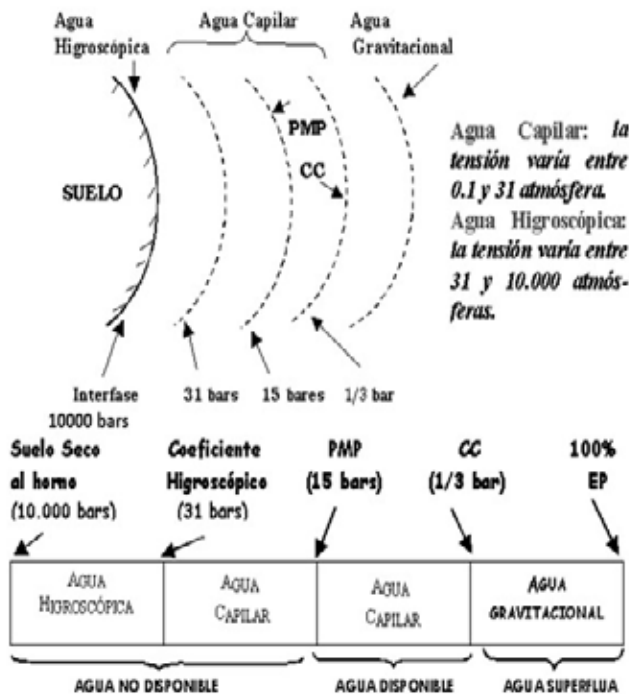 Agua
Higroscópica
Agua Capilar
Agua
Gravitacional
PMP
CC
SUELO
Agua Capilar: la
tensión varía entre
0.1 y 31 atmósfera.
Agua Higroscópica:
la tensión varía entre
31 y 10.000 atmós-
feras.
Interfase
10000 bars
31 bars
15 bares
1/3 bar
Suelo Seco
al horno
(10.000 bars)
Coeficiente
Higroscópico
(31 bars)
PMP
(15 bars)
CC
(1/3 bar)
100%
EP
AGUA
HIGROSCÓPICA
AGUA
CAPILAR
AGUA
CAPILAR
AGUA
GRAVITACIONAL
AGUA NO DISPONIBLE
AGUA DISPONIBLE
AGUA SUPERFLUA